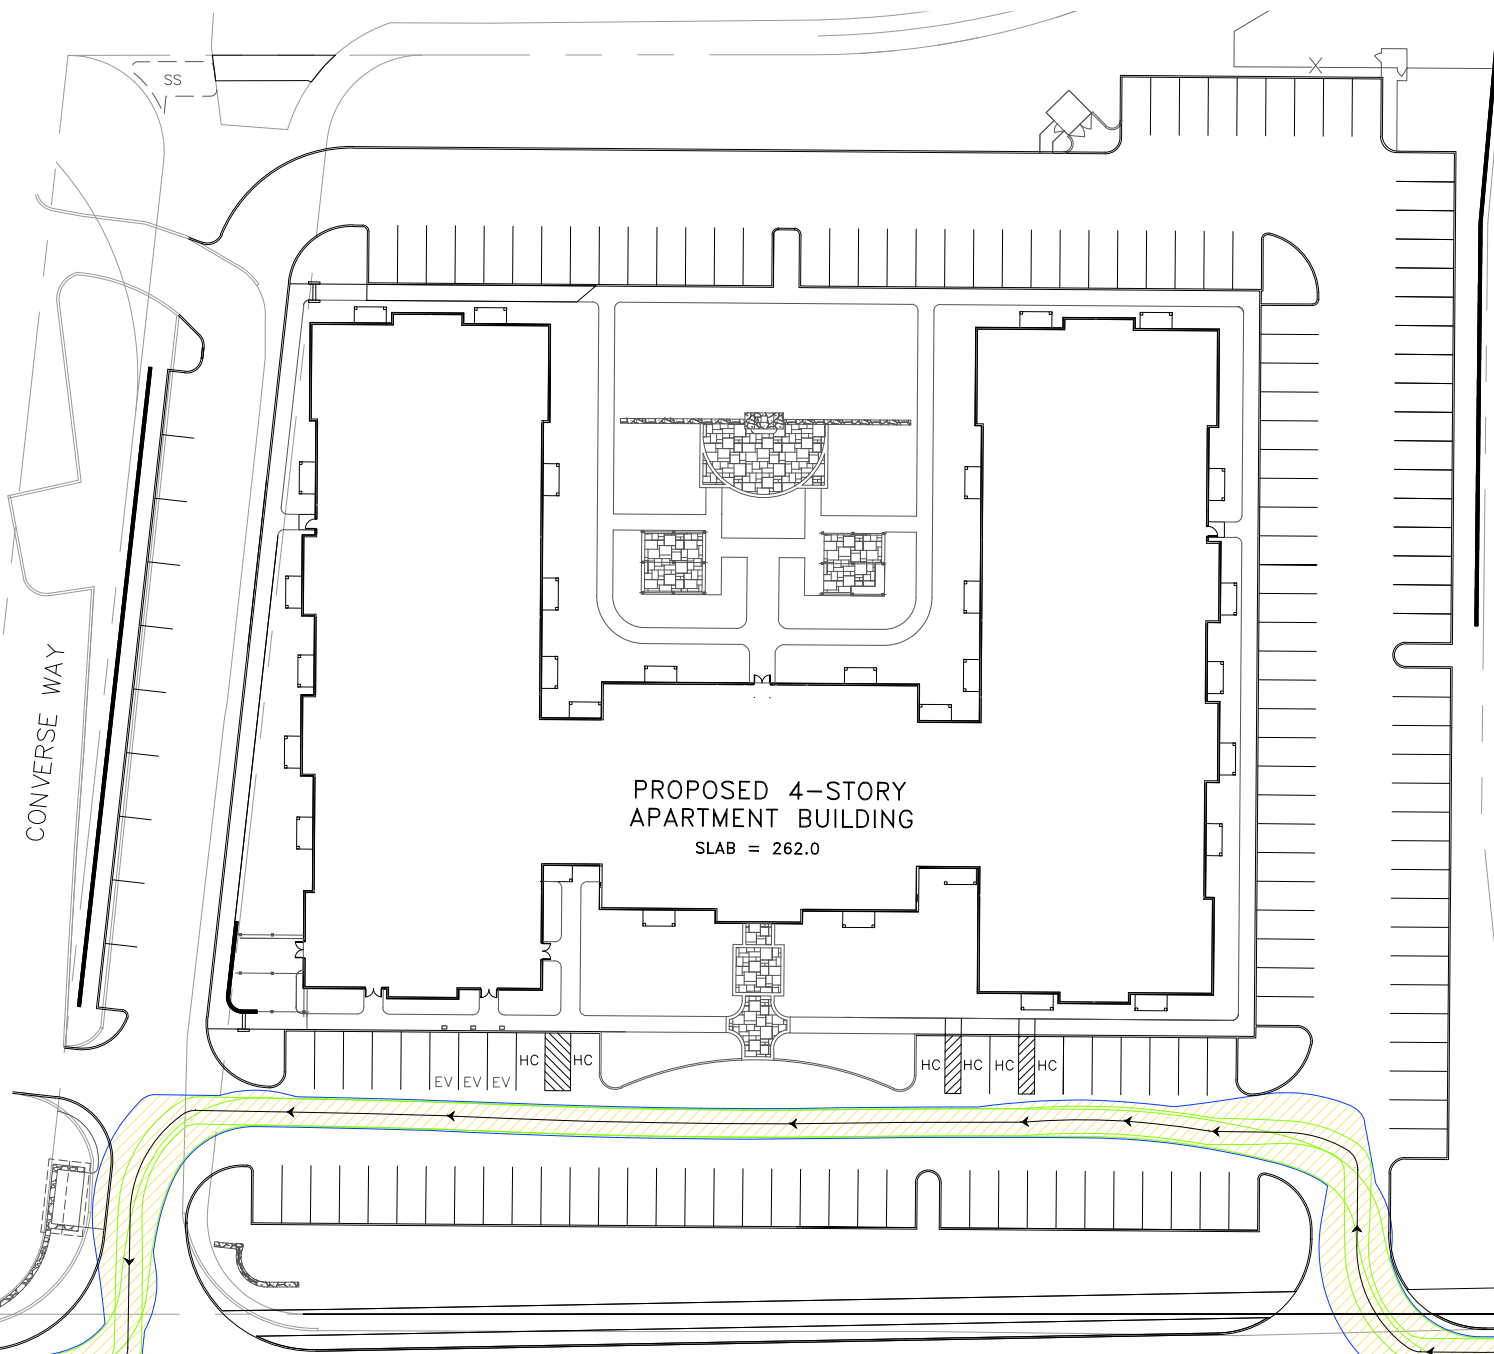 SS
X
CONVERSE WAY
PROPOSED 4-STORY
APARTMENT BUILDING
SLAB = 262.0
HC HC
EV EV EV
HC HC HC